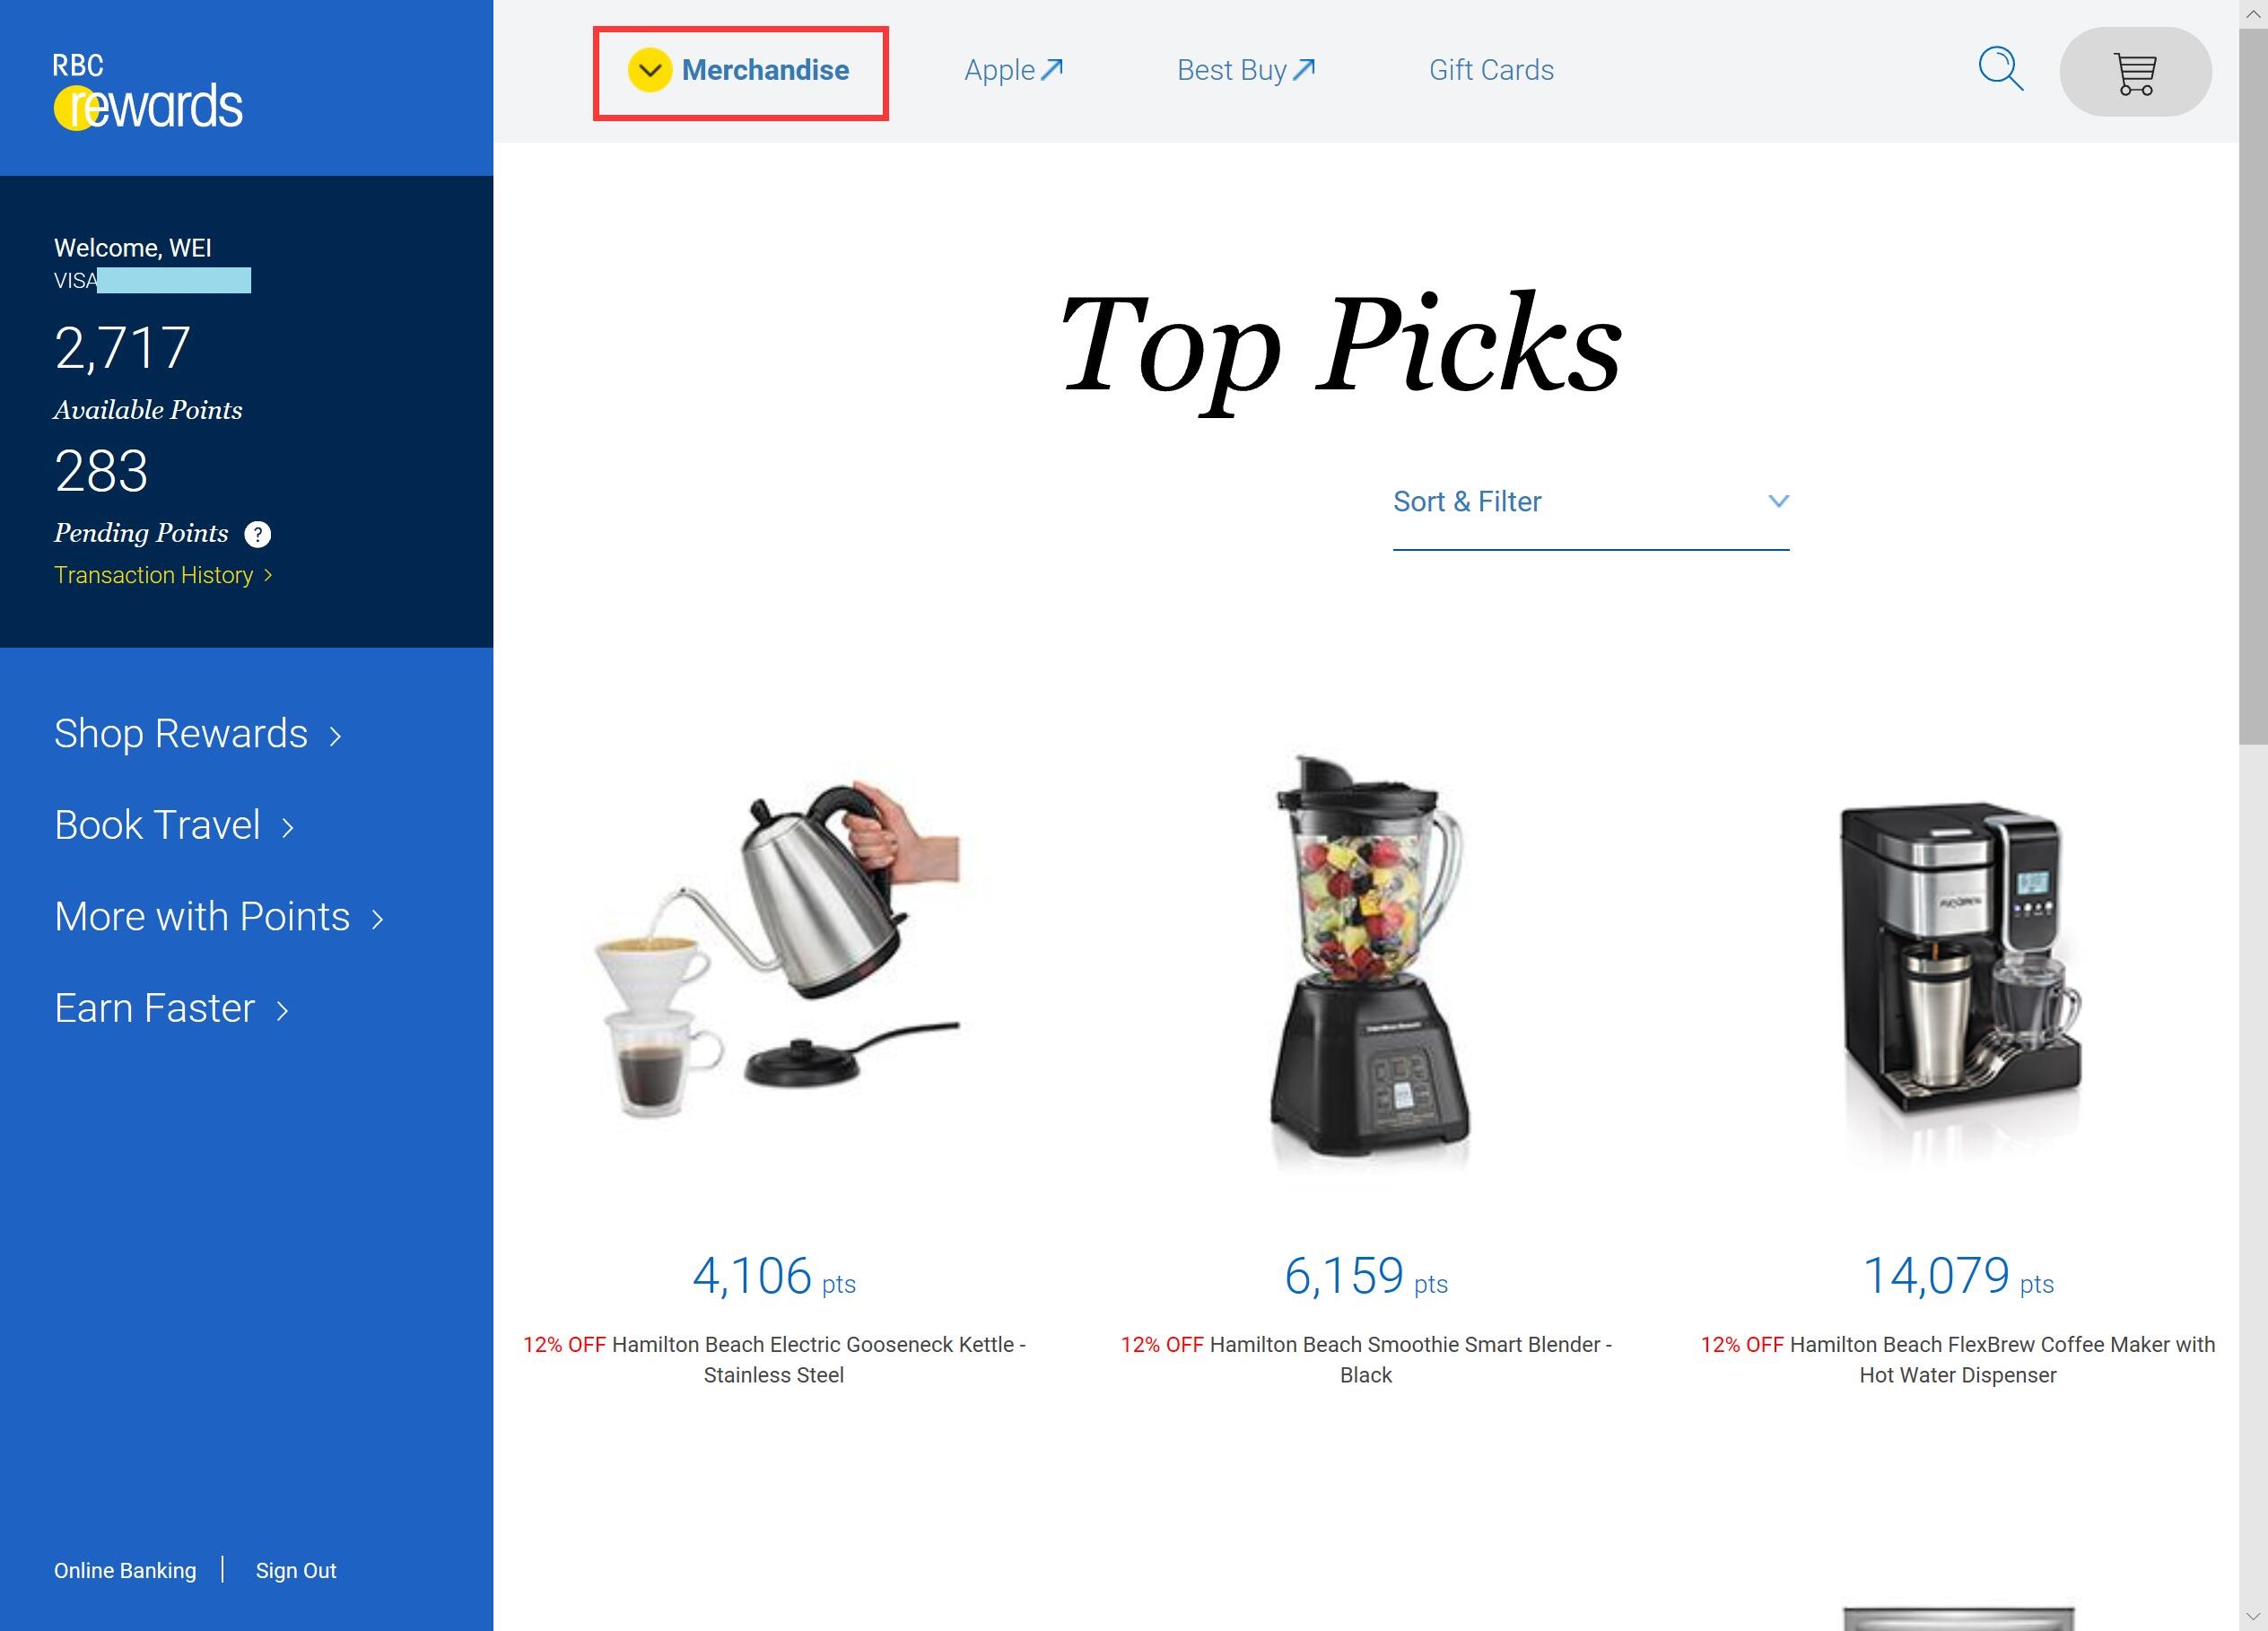 RBC
rewards
Merchandise
Apple
Best Buy
Gift Cards
Welcome, WEI
VISA
2,717
Available Points
283
Pending Points ?
Transaction History >
Shop Rewards >
Book Travel >
More with Points >
Earn Faster >
Online Banking | Sign Out
Top Picks
Sort & Filter
4,106 pts
12% OFF Hamilton Beach Electric Gooseneck Kettle -
Stainless Steel
6,159 pts
12% OFF Hamilton Beach Smoothie Smart Blender -
Black
14,079 pts
12% OFF Hamilton Beach FlexBrew Coffee Maker with
Hot Water Dispenser